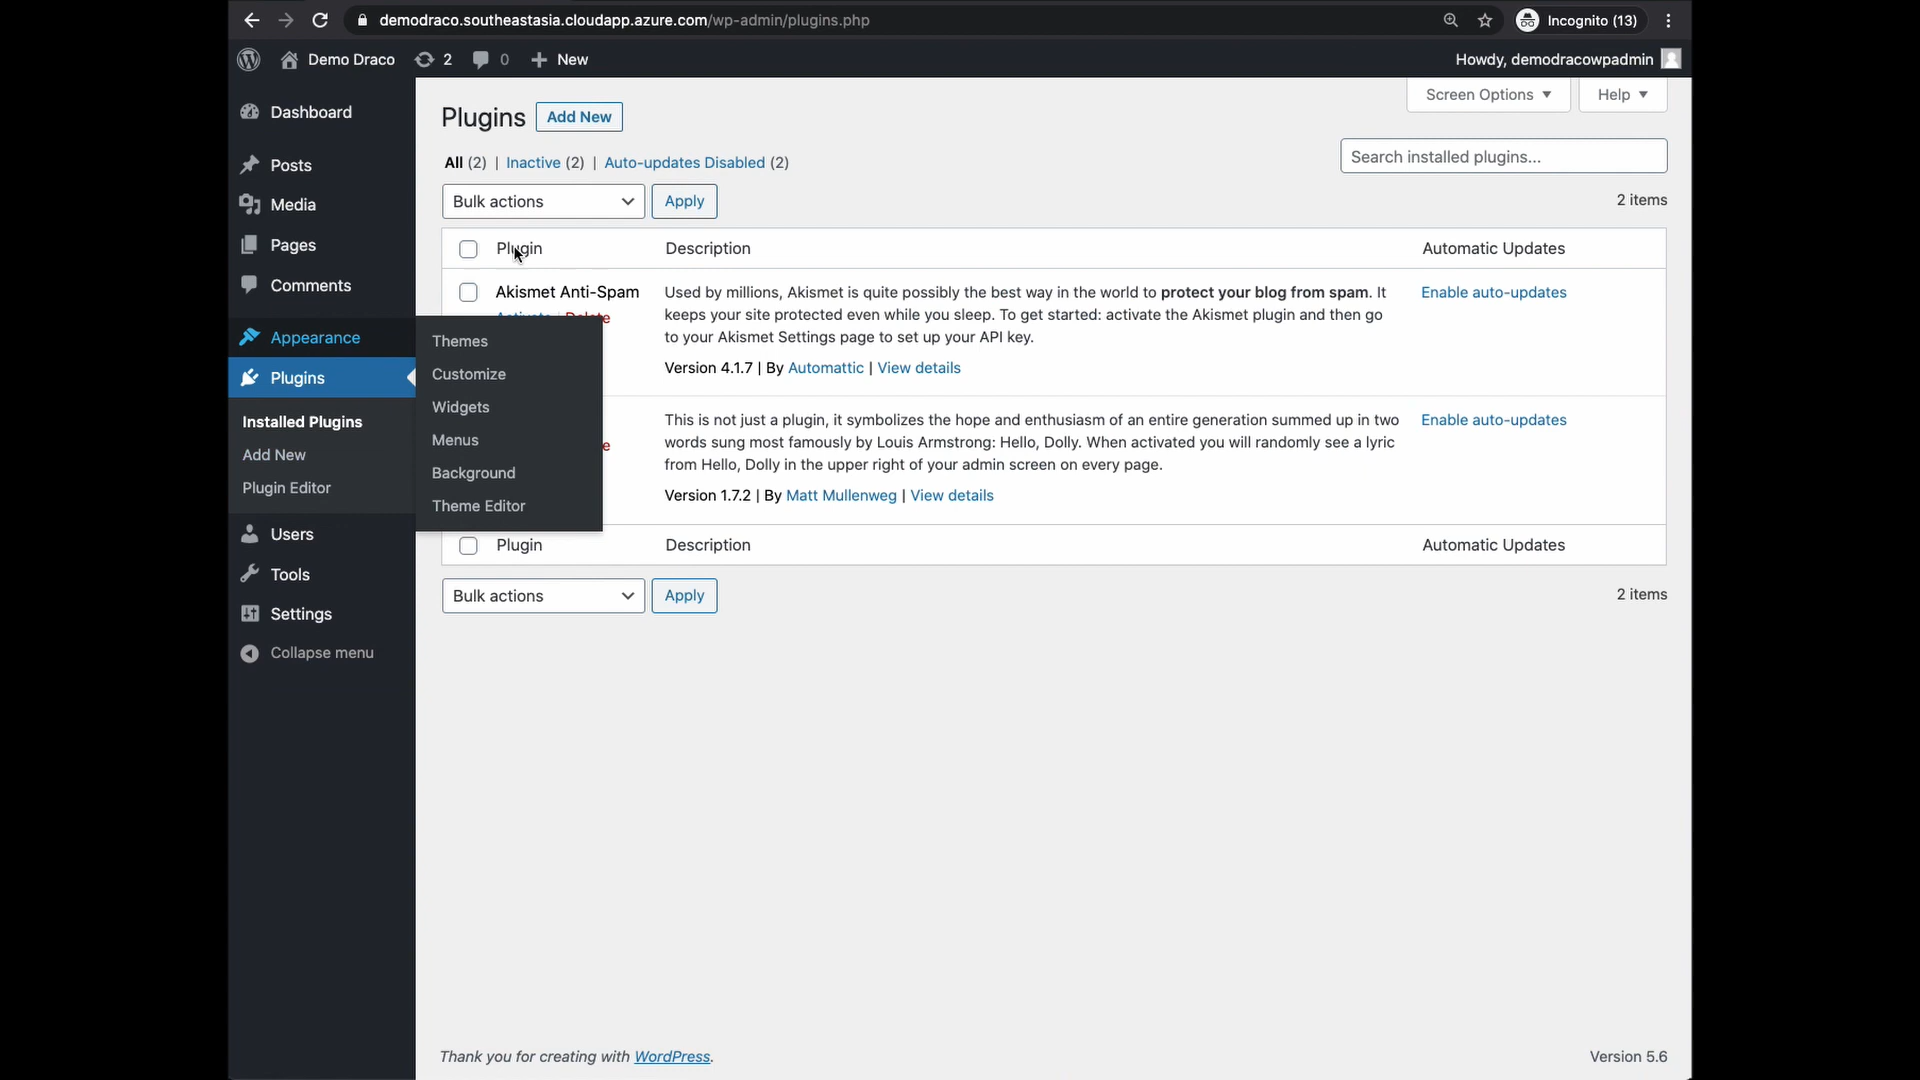 demodraco.southeastasia.cloudapp.azure.com/wp-admin/plugins.php
Incognito (13)
Demo Draco
2
0
New
Howdy, demodracowpadmin
Dashboard
Posts
Media
Pages
Comments
Appearance
Plugins
Installed Plugins
Add New
Plugin Editor
Users
Tools
Settings
Collapse menu
Themes
Customize
Widgets
Menus
Background
Theme Editor
Screen Options
Help
Plugins
Add New
All (2) | Inactive (2) | Auto-updates Disabled (2)
Search installed plugins...
Bulk actions
Apply
2 items
Plugin
Description
Automatic Updates
Akismet Anti-Spam
Used by millions, Akismet is quite possibly the best way in the world to protect your blog from spam. It
keeps your site protected even while you sleep. To get started: activate the Akismet plugin and then go
to your Akismet Settings page to set up your API key.
Version 4.1.7 | By Automattic | View details
Enable auto-updates
This is not just a plugin, it symbolizes the hope and enthusiasm of an entire generation summed up in two
words sung most famously by Louis Armstrong: Hello, Dolly. When activated you will randomly see a lyric
from Hello, Dolly in the upper right of your admin screen on every page.
Version 1.7.2 | By Matt Mullenweg | View details
Enable auto-updates
Plugin
Description
Automatic Updates
Bulk actions
Apply
2 items
Thank you for creating with WordPress.
Version 5.6